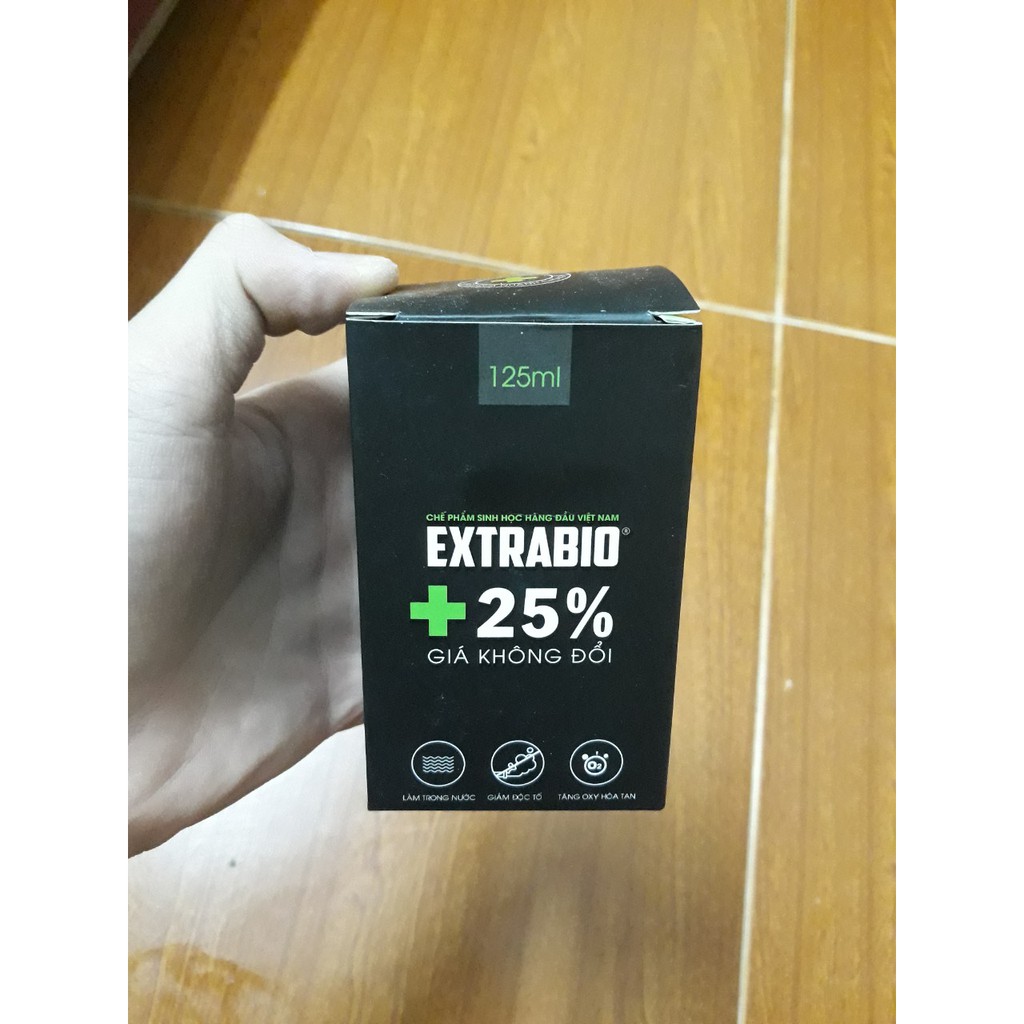 125ml
CHẾ PHẨM SINH HỌC HÀNG ĐẦU VIỆT NAM
EXTRABIO®
+25%
GIÁ KHÔNG ĐỔI
LÀM TRONG NƯỚC GIẢM ĐỘC TỐ TĂNG OXY HÒA TAN
O2